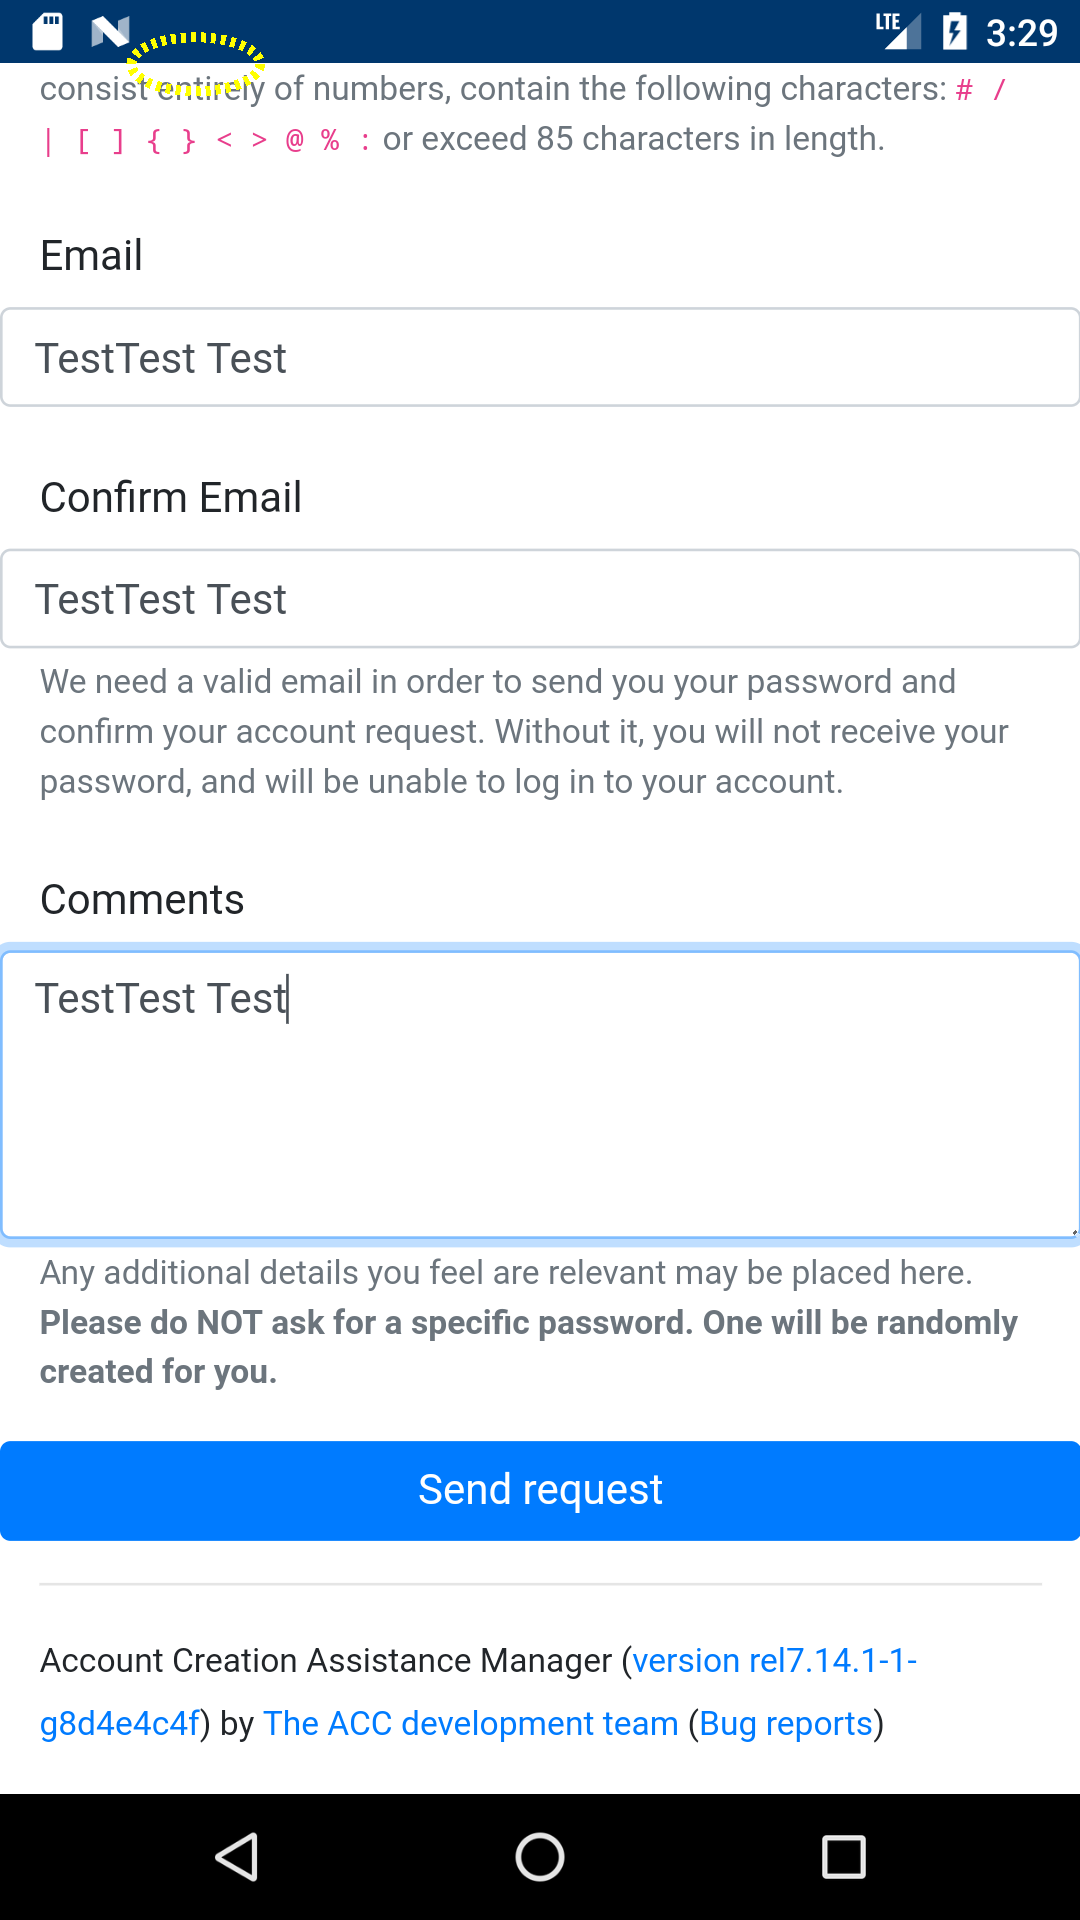 LTE 3:29
consist entirely of numbers, contain the following characters: # /
| [ ] { } < > @ % : or exceed 85 characters in length.
Email
TestTest Test
Confirm Email
TestTest Test
We need a valid email in order to send you your password and
confirm your account request. Without it, you will not receive your
password, and will be unable to log in to your account.
Comments
TestTest Test
Any additional details you feel are relevant may be placed here.
Please do NOT ask for a specific password. One will be randomly
created for you.
Send request
Account Creation Assistance Manager (version rel7.14.1-1-
g8d4e4c4f) by The ACC development team (Bug reports)